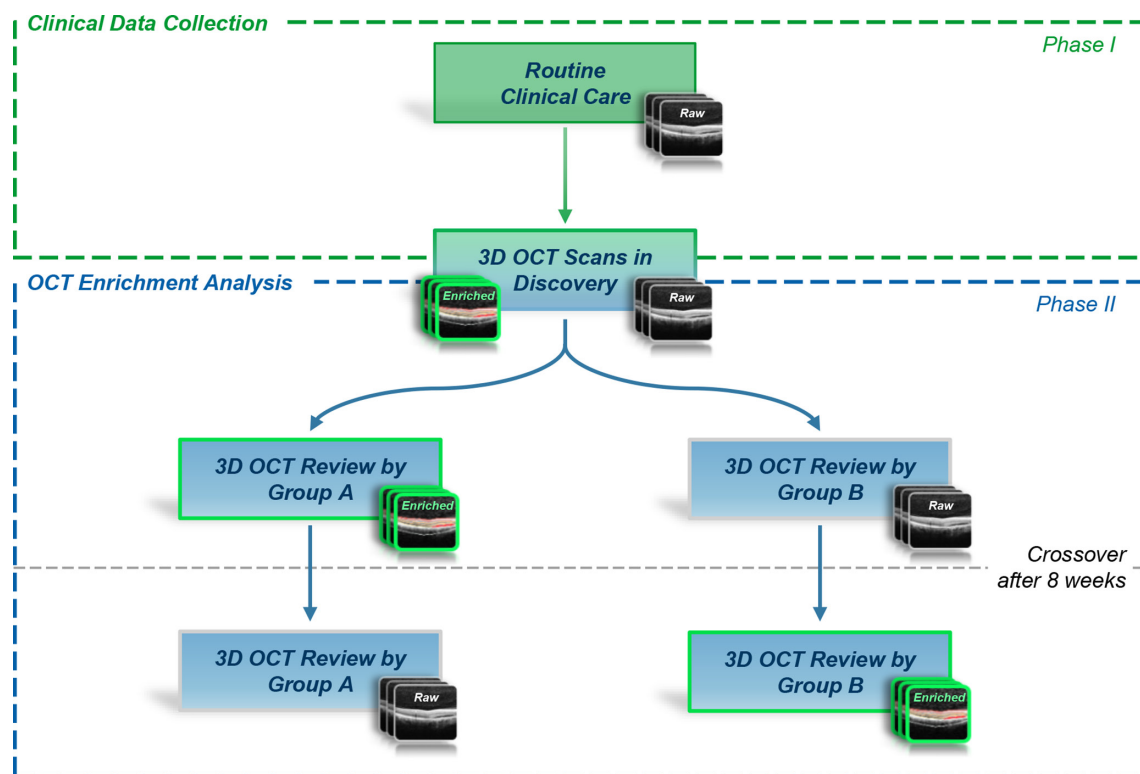 Clinical Data Collection
Phase I
Routine
Clinical Care
Raw
3D OCT Scans in
Discovery
Enriched
Raw
OCT Enrichment Analysis
Phase II
3D OCT Review by
Group A
Enriched
3D OCT Review by
Group B
Raw
Crossover
after 8 weeks
3D OCT Review by
Group A
Raw
3D OCT Review by
Group B
Enriched